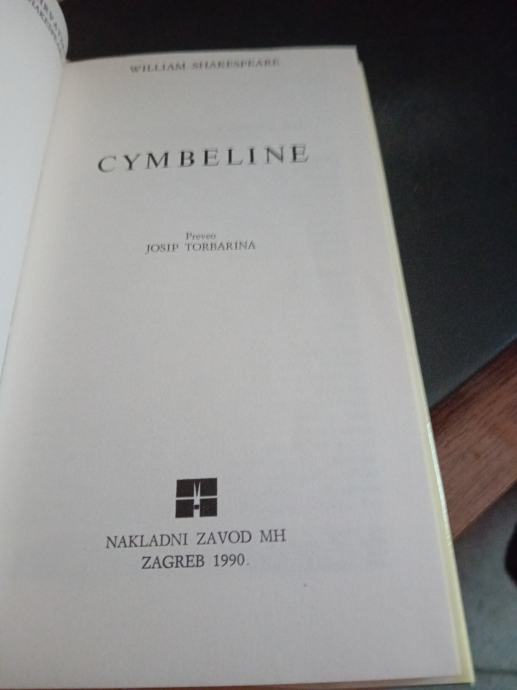 WILLIAM SHAKESPEARE
CYMBELINE
Preveo
JOSIP TORBARINA
NAKLADNI ZAVOD MH
ZAGREB 1990.